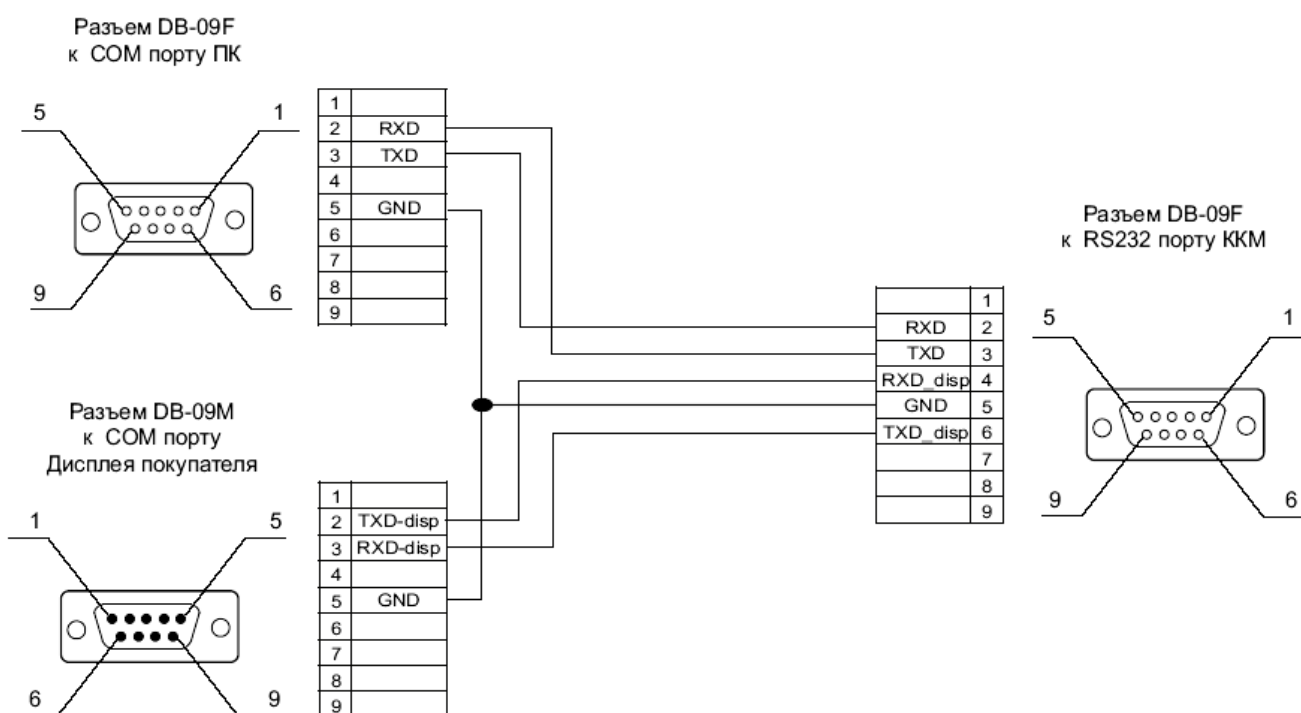 Разъем DB-09F
к COM порту ПК
5
1
9
6
1
2 RXD
3 TXD
4
5 GND
6
7
8
9
Разъем DB-09F
к RS232 порту ККМ
1
RXD 2
TXD 3
RXD_disp 4
GND 5
TXD_disp 6
7
8
9
5
1
9
6
Разъем DB-09M
к COM порту
Дисплея покупателя
1
5
6
9
1
2 TXD-disp
3 RXD-disp
4
5 GND
6
7
8
9